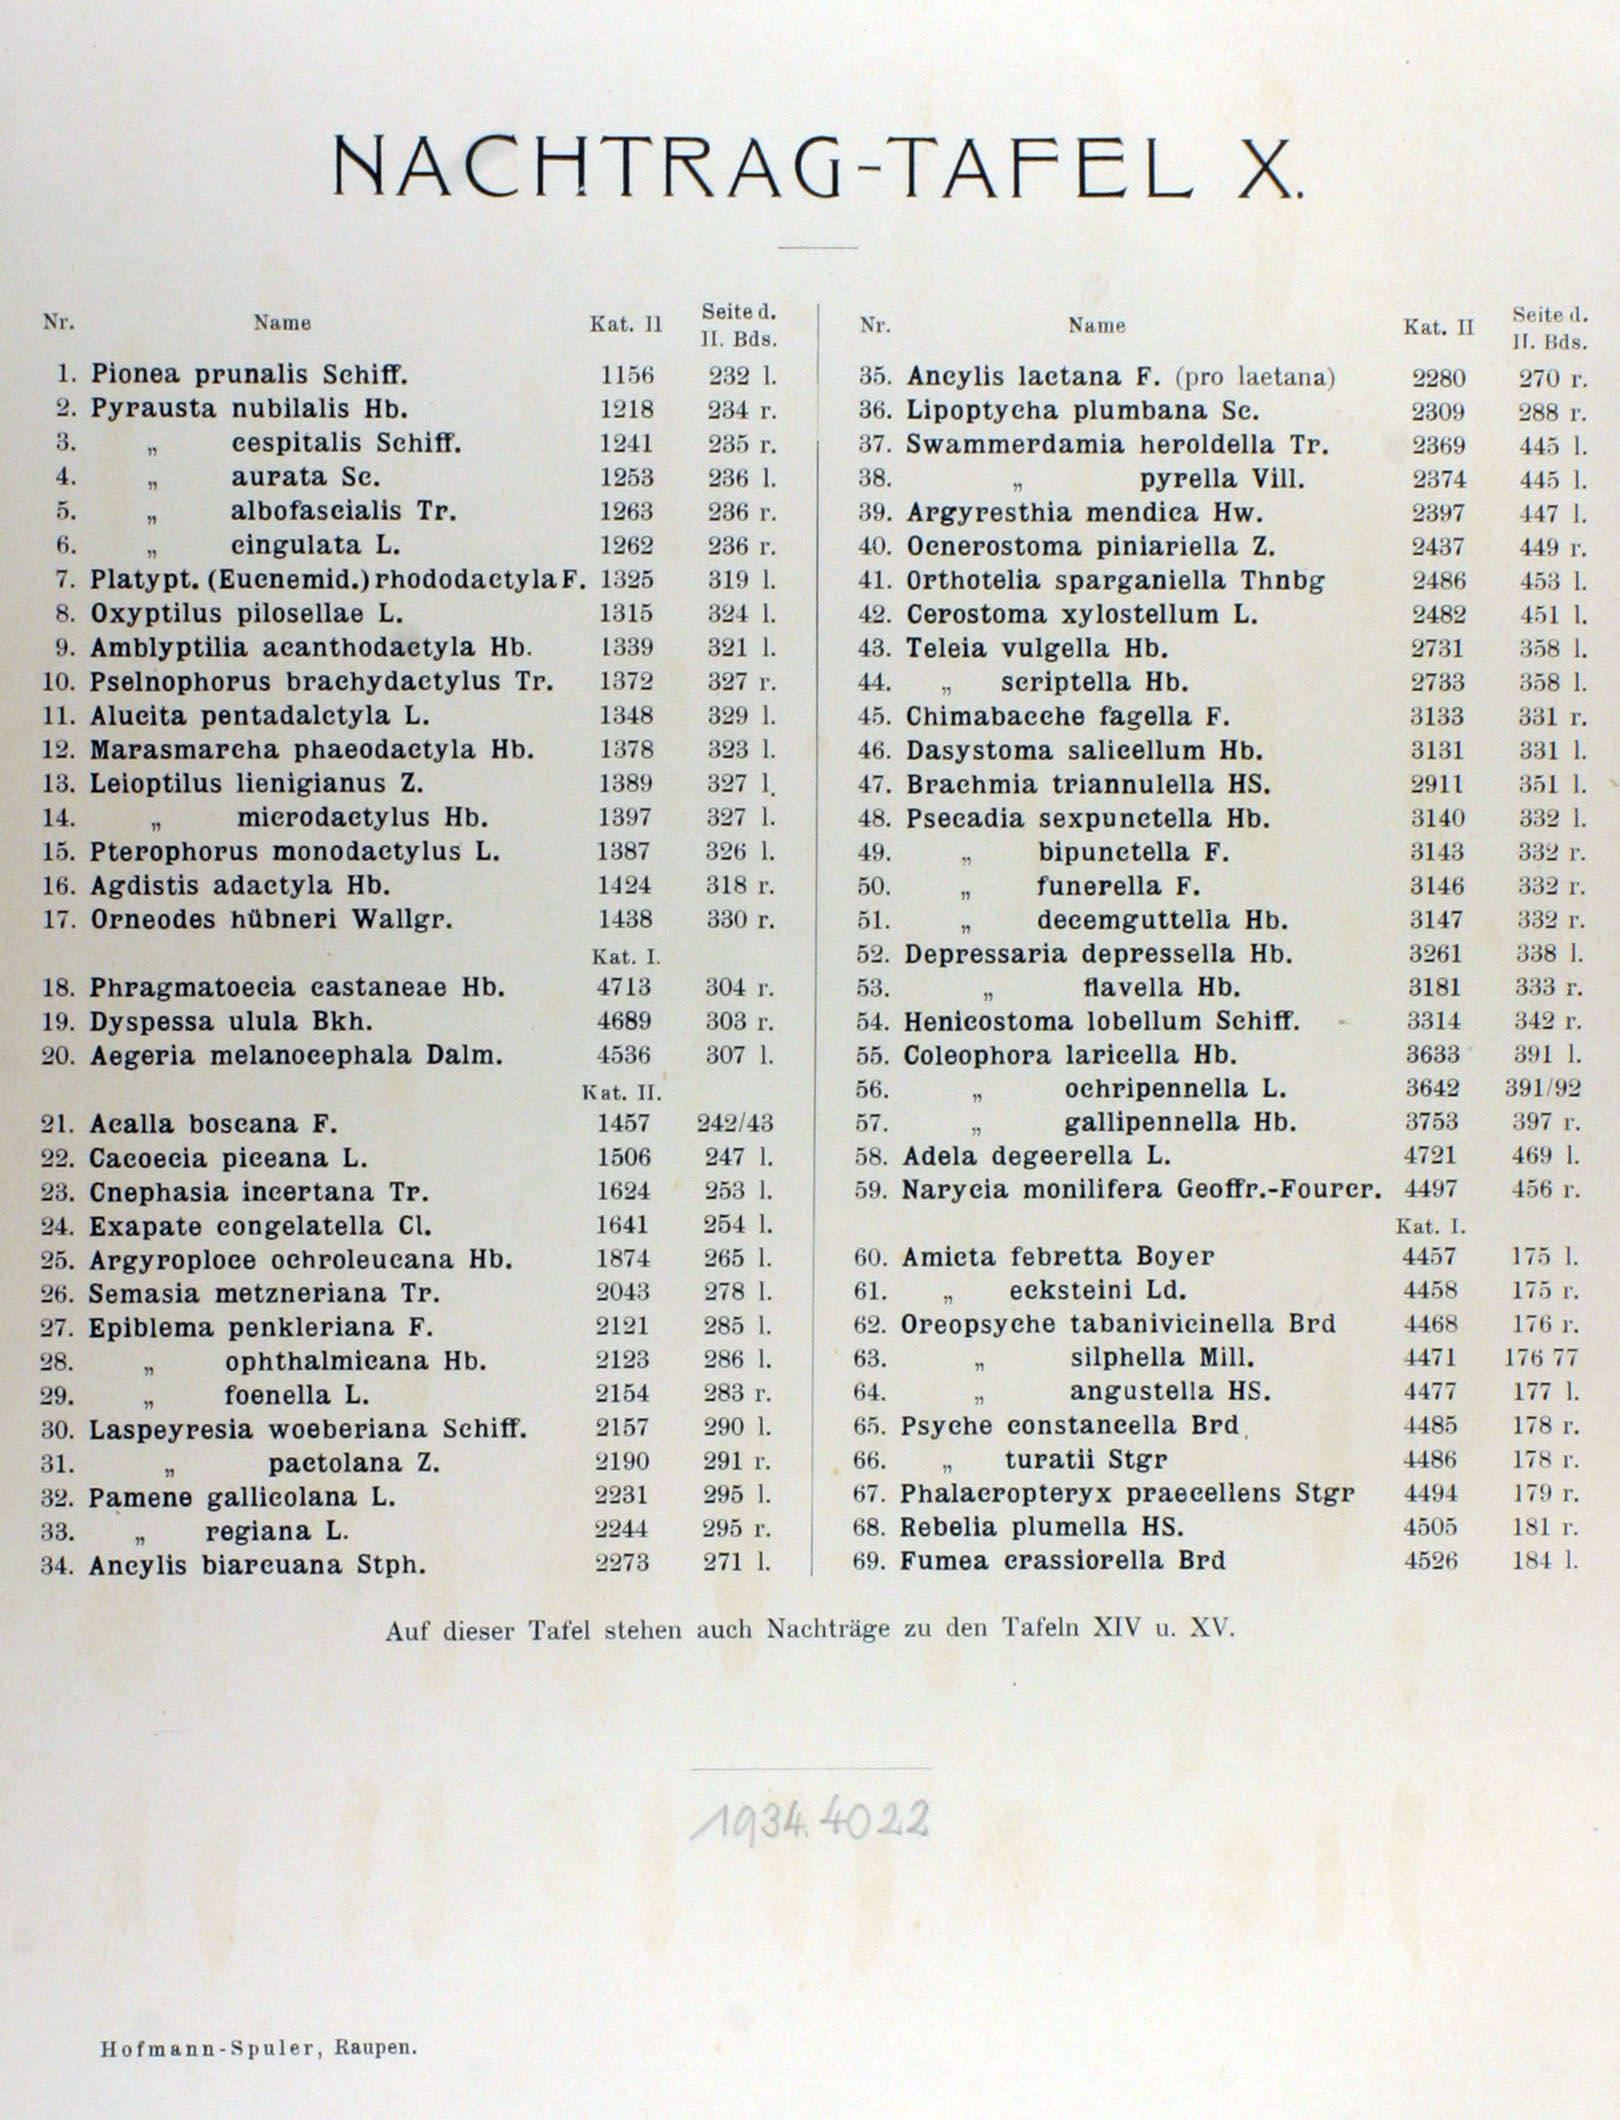 NACHTRAG-TAFEL X.
Nr. Name Kat. II Seite d. II. Bds.
1. Pionea prunalis Schiff. 1156 232 l.
2. Pyrausta nubilalis Hb. 1218 234 r.
3. „ cespitalis Schiff. 1241 235 r.
4. „ aurata Sc. 1253 236 l.
5. „ albofascialis Tr. 1263 236 r.
6. „ cingulata L. 1262 236 r.
7. Platypt. (Eucnemid.) rhododactyla F. 1325 319 l.
8. Oxyptilus pilosellae L. 1315 324 l.
9. Amblyptilia acanthodactyla Hb. 1339 321 l.
10. Pselnophorus brachydactylus Tr. 1372 327 r.
11. Alucita pentadalctyla L. 1348 329 l.
12. Marasmarcha phaeodactyla Hb. 1378 323 l.
13. Leioptilus lienigianus Z. 1389 327 l.
14. „ microdactylus Hb. 1397 327 l.
15. Pterophorus monodactylus L. 1387 326 l.
16. Agdistis adactyla Hb. 1424 318 r.
17. Orneodes hübneri Wallgr. 1438 330 r.
Kat. I.
18. Phragmatoecia castaneae Hb. 4713 304 r.
19. Dyspessa ulula Bkh. 4689 303 r.
20. Aegeria melanocephala Dalm. 4536 307 l.
Kat. II.
21. Acalla boscana F. 1457 242/43
22. Cacoecia piceana L. 1506 247 l.
23. Cnephasia incertana Tr. 1624 253 l.
24. Exapate congelatella Cl. 1641 254 l.
25. Argyroploce ochroleucana Hb. 1874 265 l.
26. Semasia metzneriana Tr. 2043 278 l.
27. Epiblema penkleriana F. 2121 285 l.
28. „ ophthalmicana Hb. 2123 286 l.
29. „ foenella L. 2154 283 r.
30. Laspeyresia woeberiana Schiff. 2157 290 l.
31. „ pactolana Z. 2190 291 r.
32. Pamene gallicolana L. 2231 295 l.
33. „ regiana L. 2244 295 r.
34. Ancylis biarcuana Stph. 2273 271 l.
Nr. Name Kat. II Seite d. II. Bds.
35. Ancylis lactana F. (pro laetana) 2280 270 r.
36. Lipoptycha plumbana Sc. 2309 288 r.
37. Swammerdamia heroldella Tr. 2369 445 l.
38. „ pyrella Vill. 2374 445 l.
39. Argyresthia mendica Hw. 2397 447 l.
40. Ocnerostoma piniariella Z. 2437 449 r.
41. Orthotelia sparganiella Thnbg 2486 453 l.
42. Cerostoma xylostellum L. 2482 451 l.
43. Teleia vulgella Hb. 2731 358 l.
44. „ scriptella Hb. 2733 358 l.
45. Chimabacche fagella F. 3133 331 r.
46. Dasystoma salicellum Hb. 3131 331 l.
47. Brachmia triannulella HS. 2911 351 l.
48. Psecadia sexpunctella Hb. 3140 332 l.
49. „ bipunctella F. 3143 332 r.
50. „ funerella F. 3146 332 r.
51. „ decemguttella Hb. 3147 332 r.
52. Depressaria depressella Hb. 3261 338 l.
53. „ flavella Hb. 3181 333 r.
54. Henicostoma lobellum Schiff. 3314 342 r.
55. Coleophora laricella Hb. 3633 391 l.
56. „ ochripennella L. 3642 391/92
57. „ gallipennella Hb. 3753 397 r.
58. Adela degeerella L. 4721 469 l.
59. Narycia monilifera Geoffr.-Fourcr. 4497 456 r.
Kat. I.
60. Amicta febretta Boyer 4457 175 l.
61. „ ecksteini Ld. 4458 175 r.
62. Oreopsyche tabanivicinella Brd 4468 176 r.
63. „ silphella Mill. 4471 176 77
64. „ angustella HS. 4477 177 l.
65. Psyche constancella Brd 4485 178 r.
66. „ turatii Stgr 4486 178 r.
67. Phalacropteryx praecellens Stgr 4494 179 r.
68. Rebelia plumella HS. 4505 181 r.
69. Fumea crassiorella Brd 4526 184 l.
Auf dieser Tafel stehen auch Nachträge zu den Tafeln XIV u. XV.
1934.4022
Hofmann-Spuler, Raupen.